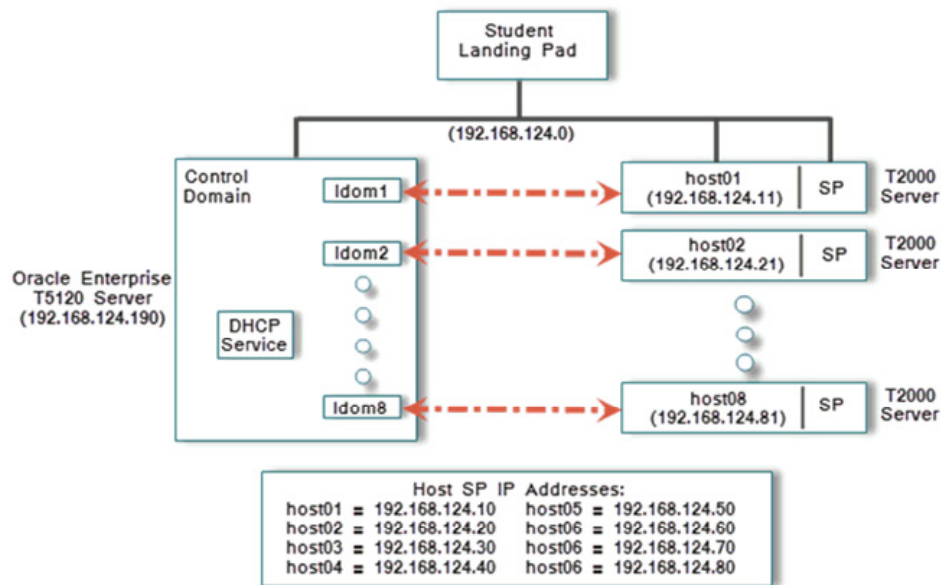 Student
Landing Pad
(192.168.124.0)
Control
Domain
ldom1
ldom2
DHCP
Service
ldom8
Oracle Enterprise
T5120 Server
(192.168.124.190)
host01
(192.168.124.11)
SP
T2000
Server
host02
(192.168.124.21)
SP
T2000
Server
host08
(192.168.124.81)
SP
T2000
Server
Host SP IP Addresses:
host01 = 192.168.124.10 host05 = 192.168.124.50
host02 = 192.168.124.20 host06 = 192.168.124.60
host03 = 192.168.124.30 host06 = 192.168.124.70
host04 = 192.168.124.40 host06 = 192.168.124.80